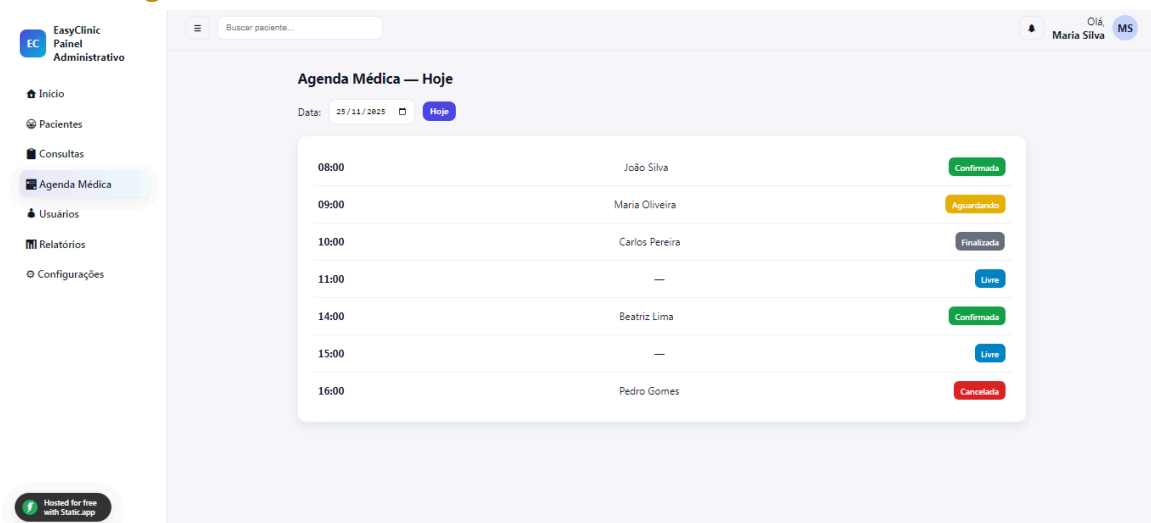 EC
EasyClinic
Painel
Administrativo
Início
Pacientes
Consultas
Agenda Médica
Usuários
Relatórios
Configurações
Hosted for free
with Static.app
Buscar paciente...
Olá,
Maria Silva
MS
Agenda Médica — Hoje
Data: 25/11/2025 Hoje
08:00 João Silva Confirmada
09:00 Maria Oliveira Aguardando
10:00 Carlos Pereira Finalizada
11:00 — Livre
14:00 Beatriz Lima Confirmada
15:00 — Livre
16:00 Pedro Gomes Cancelada